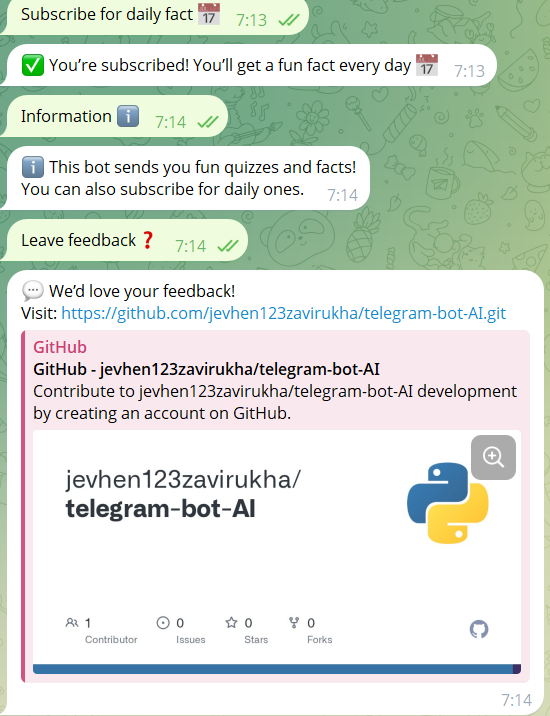 Subscribe for daily fact 📅 7:13
✅ You’re subscribed! You’ll get a fun fact every day 📅 7:13
Information ℹ️ 7:14
ℹ️ This bot sends you fun quizzes and facts!
You can also subscribe for daily ones. 7:14
Leave feedback ❓ 7:14
💬 We’d love your feedback!
Visit: https://github.com/jevhen123zavirukha/telegram-bot-AI.git
GitHub
GitHub - jevhen123zavirukha/telegram-bot-AI
Contribute to jevhen123zavirukha/telegram-bot-AI development
by creating an account on GitHub.
jevhen123zavirukha/
telegram-bot-AI
1 0 0 0
Contributor Issues Stars Forks
7:14